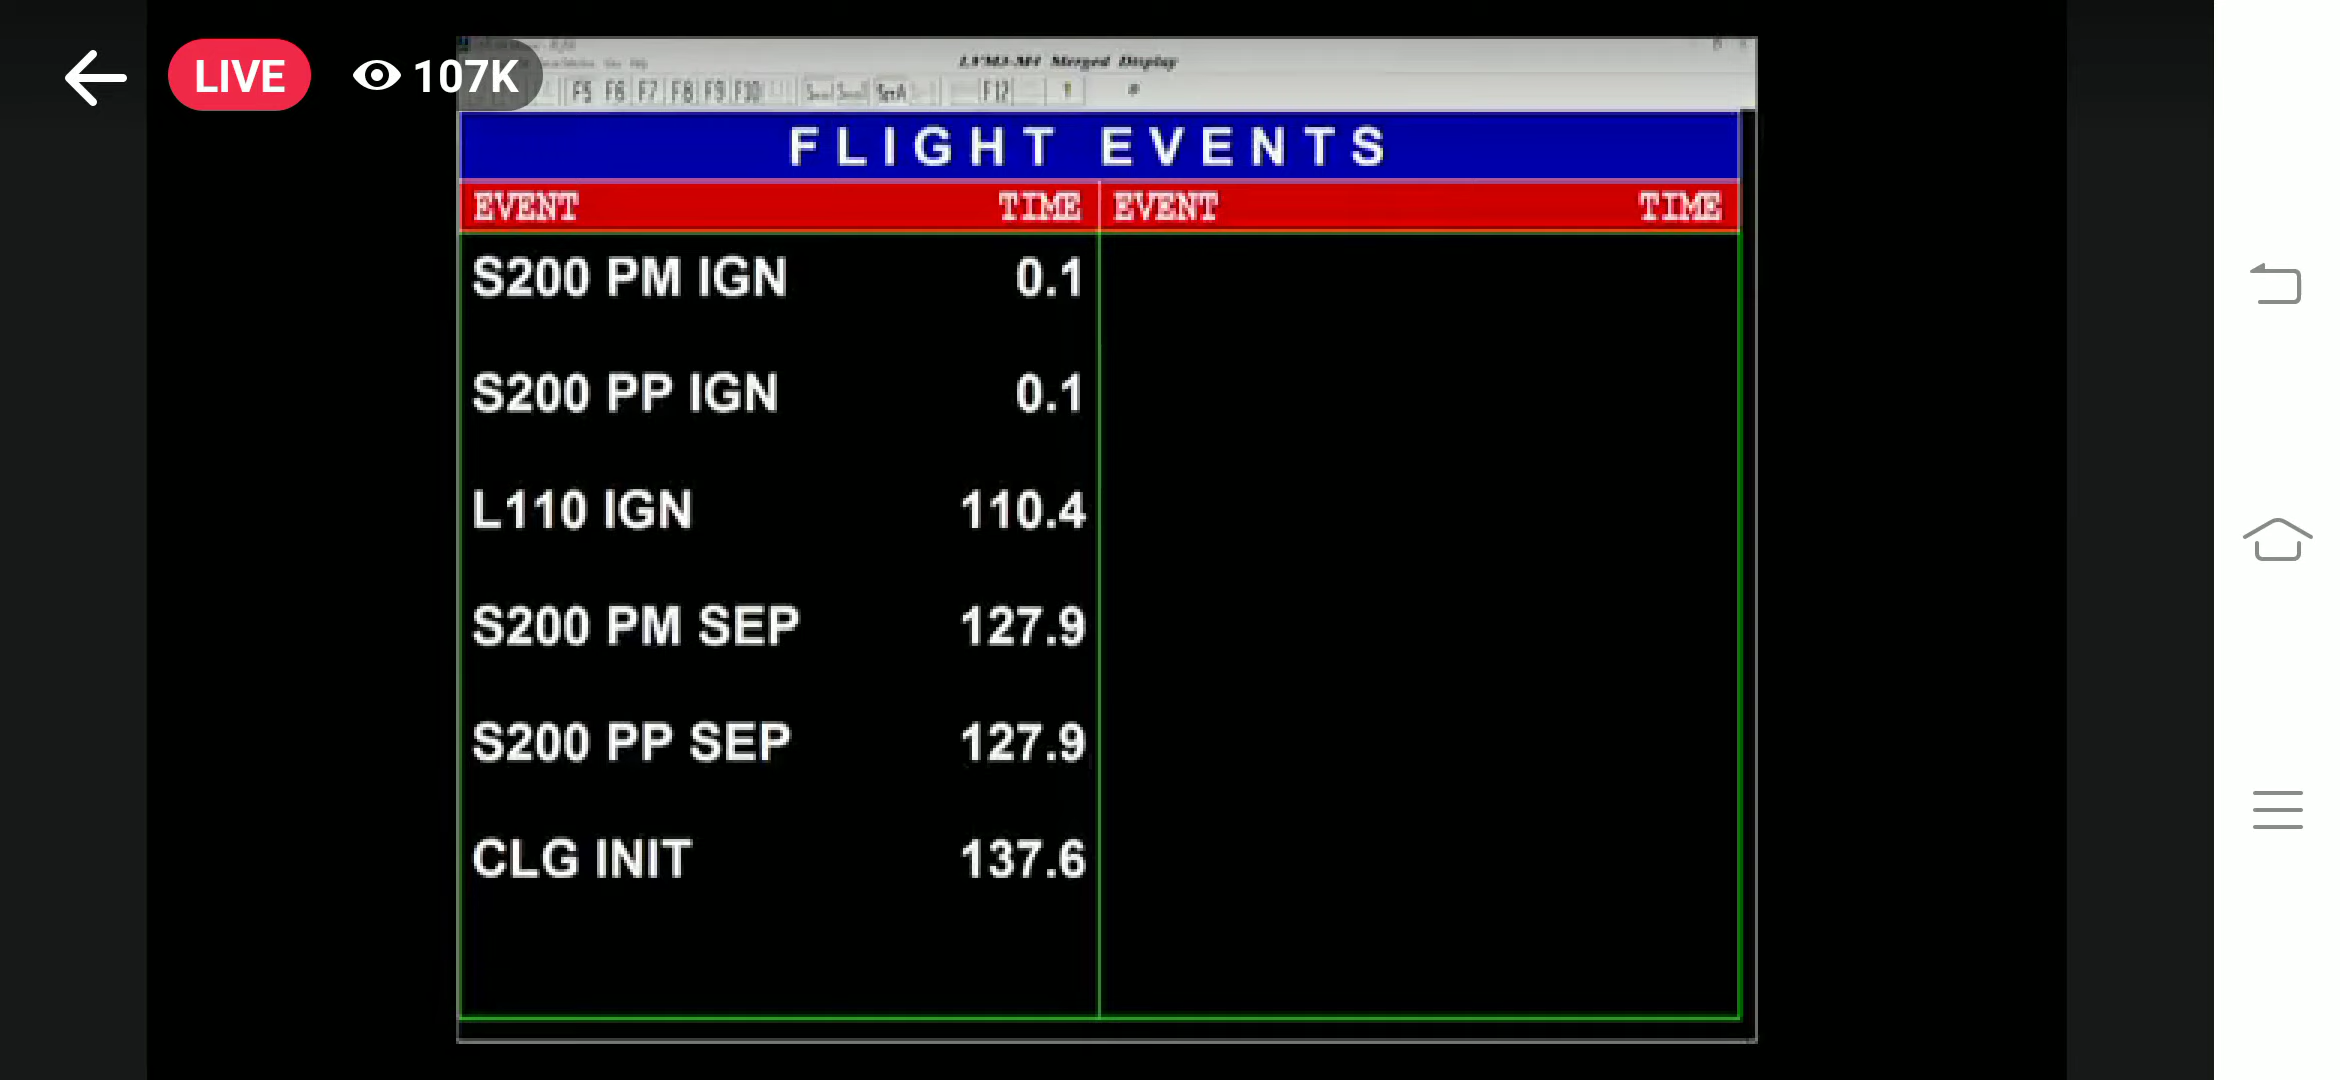 LIVE 107K
LVM3-M4 Merged Display
F5 F6 F7 F8 F9 F10 F12
FLIGHT EVENTS
EVENT TIME EVENT TIME
S200 PM IGN 0.1
S200 PP IGN 0.1
L110 IGN 110.4
S200 PM SEP 127.9
S200 PP SEP 127.9
CLG INIT 137.6